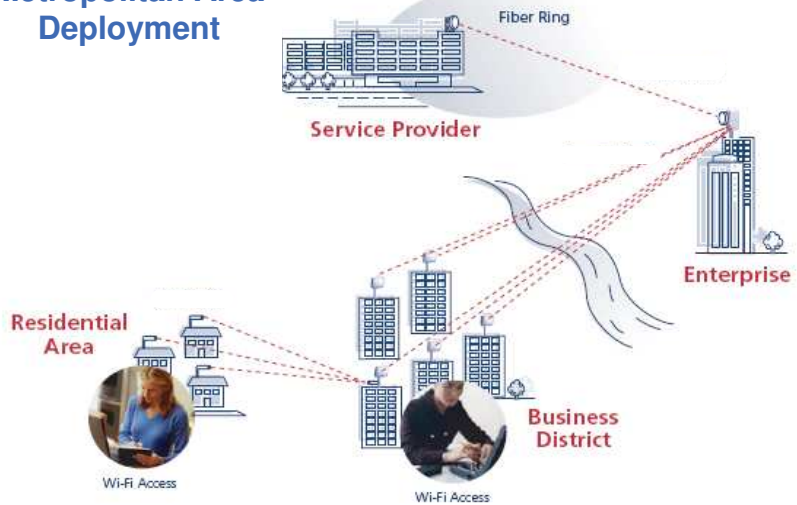 Deployment
Fiber Ring
Service Provider
Enterprise
Residential
Area
Business
District
Wi-Fi Access
Wi-Fi Access